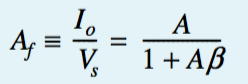 A_f ≡ I_o / V_s = A / (1 + Aβ)